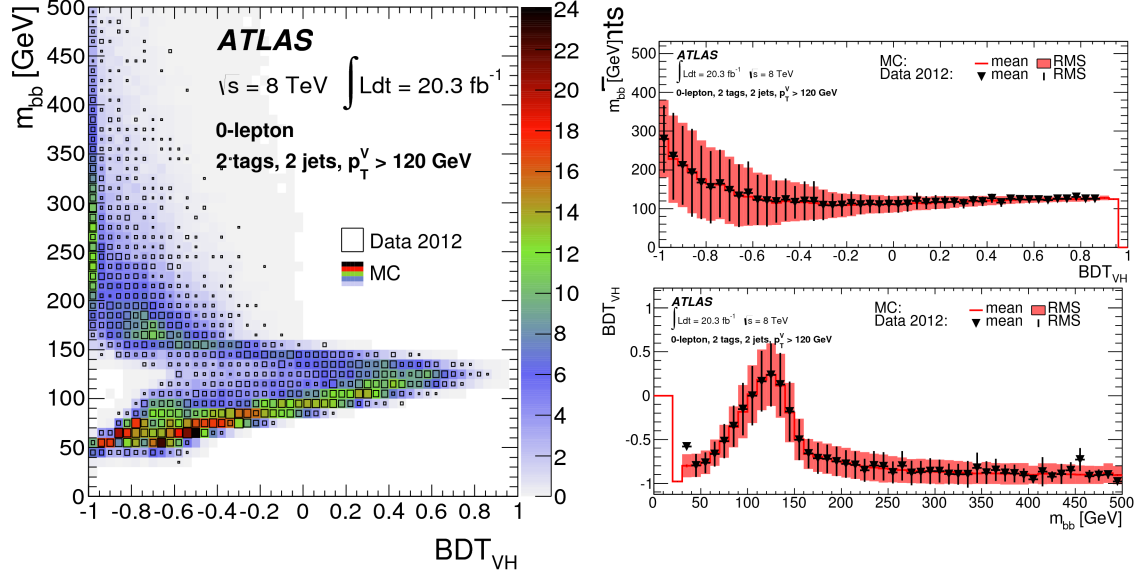 m_bb [GeV]
500
450
400
350
300
250
200
150
100
50
0
ATLAS
√s = 8 TeV ∫Ldt = 20.3 fb⁻¹
0-lepton
2 tags, 2 jets, p_T^V > 120 GeV
Data 2012
MC
-1 -0.8 -0.6 -0.4 -0.2 0 0.2 0.4 0.6 0.8 1
BDT_VH
24
22
20
18
16
14
12
10
8
6
4
2
0
m_bb [GeV]
500
400
300
200
100
0
ATLAS
∫Ldt = 20.3 fb⁻¹ √s = 8 TeV
0-lepton, 2 tags, 2 jets, p_T^V > 120 GeV
MC: mean RMS
Data 2012: mean RMS
-1 -0.8 -0.6 -0.4 -0.2 0 0.2 0.4 0.6 0.8 1
BDT_VH
BDT_VH
1
0.5
0
-0.5
-1
ATLAS
∫Ldt = 20.3 fb⁻¹ √s = 8 TeV
0-lepton, 2 tags, 2 jets, p_T^V > 120 GeV
MC: mean RMS
Data 2012: mean RMS
0 50 100 150 200 250 300 350 400 450 500
m_bb [GeV]